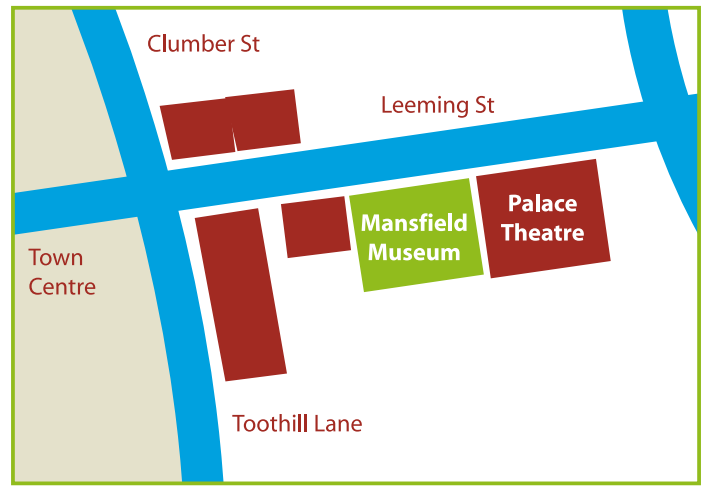 Clumber St
Leeming St
Mansfield
Museum
Palace
Theatre
Town
Centre
Toothill Lane